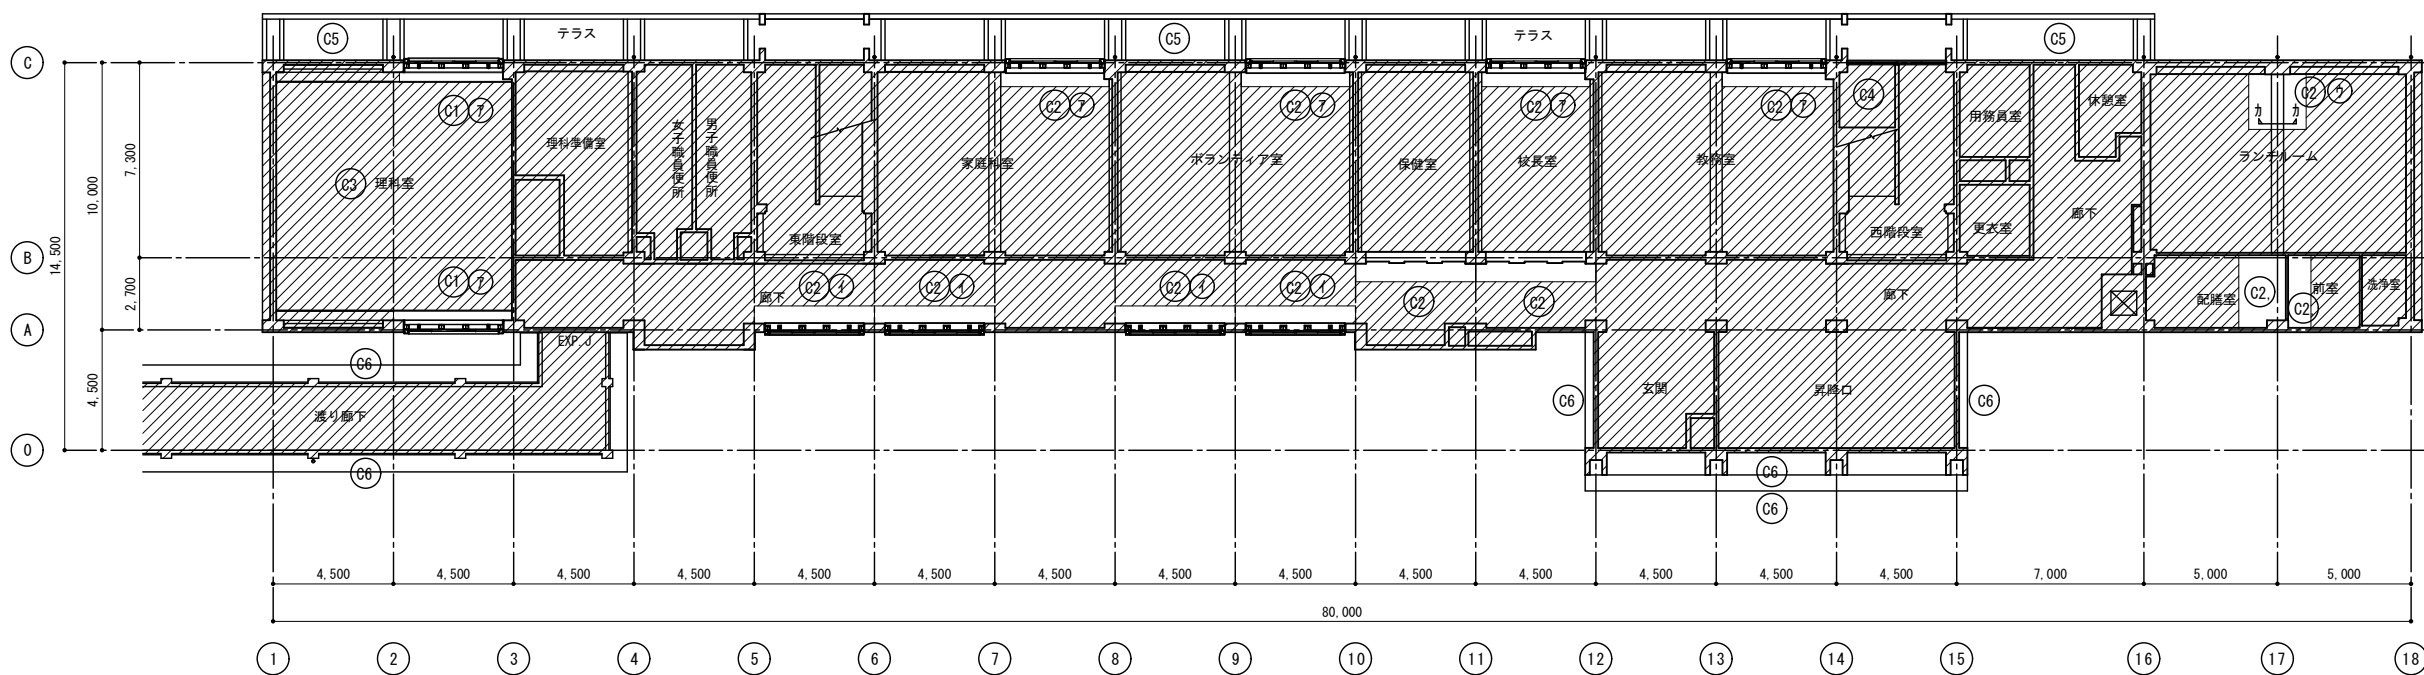 C5
テラス
C5
テラス
C5
C
C1 ア
C2 ア
C2 ア
C2 ア
C2 ア
C4
C2 ウ
カ
カ
女子職員便所
男子職員便所
理科準備室
用務員室
休憩室
C3
理科室
家庭科室
ボランティア室
保健室
校長室
教務室
ランチルーム
7,300
10,000
14,500
東階段室
西階段室
更衣室
廊下
B
C1 ア
廊下
C2 イ
C2 イ
C2 イ
C2 イ
C2
C2
廊下
配膳室
C2
C2
前室
洗浄室
2,700
A
EXP.J
C6
4,500
渡り廊下
玄関
昇降口
C6
C6
O
C6
C6
C6
4,500
4,500
4,500
4,500
4,500
4,500
4,500
4,500
4,500
4,500
4,500
4,500
4,500
4,500
7,000
5,000
5,000
80,000
1
2
3
4
5
6
7
8
9
10
11
12
13
14
15
16
17
18